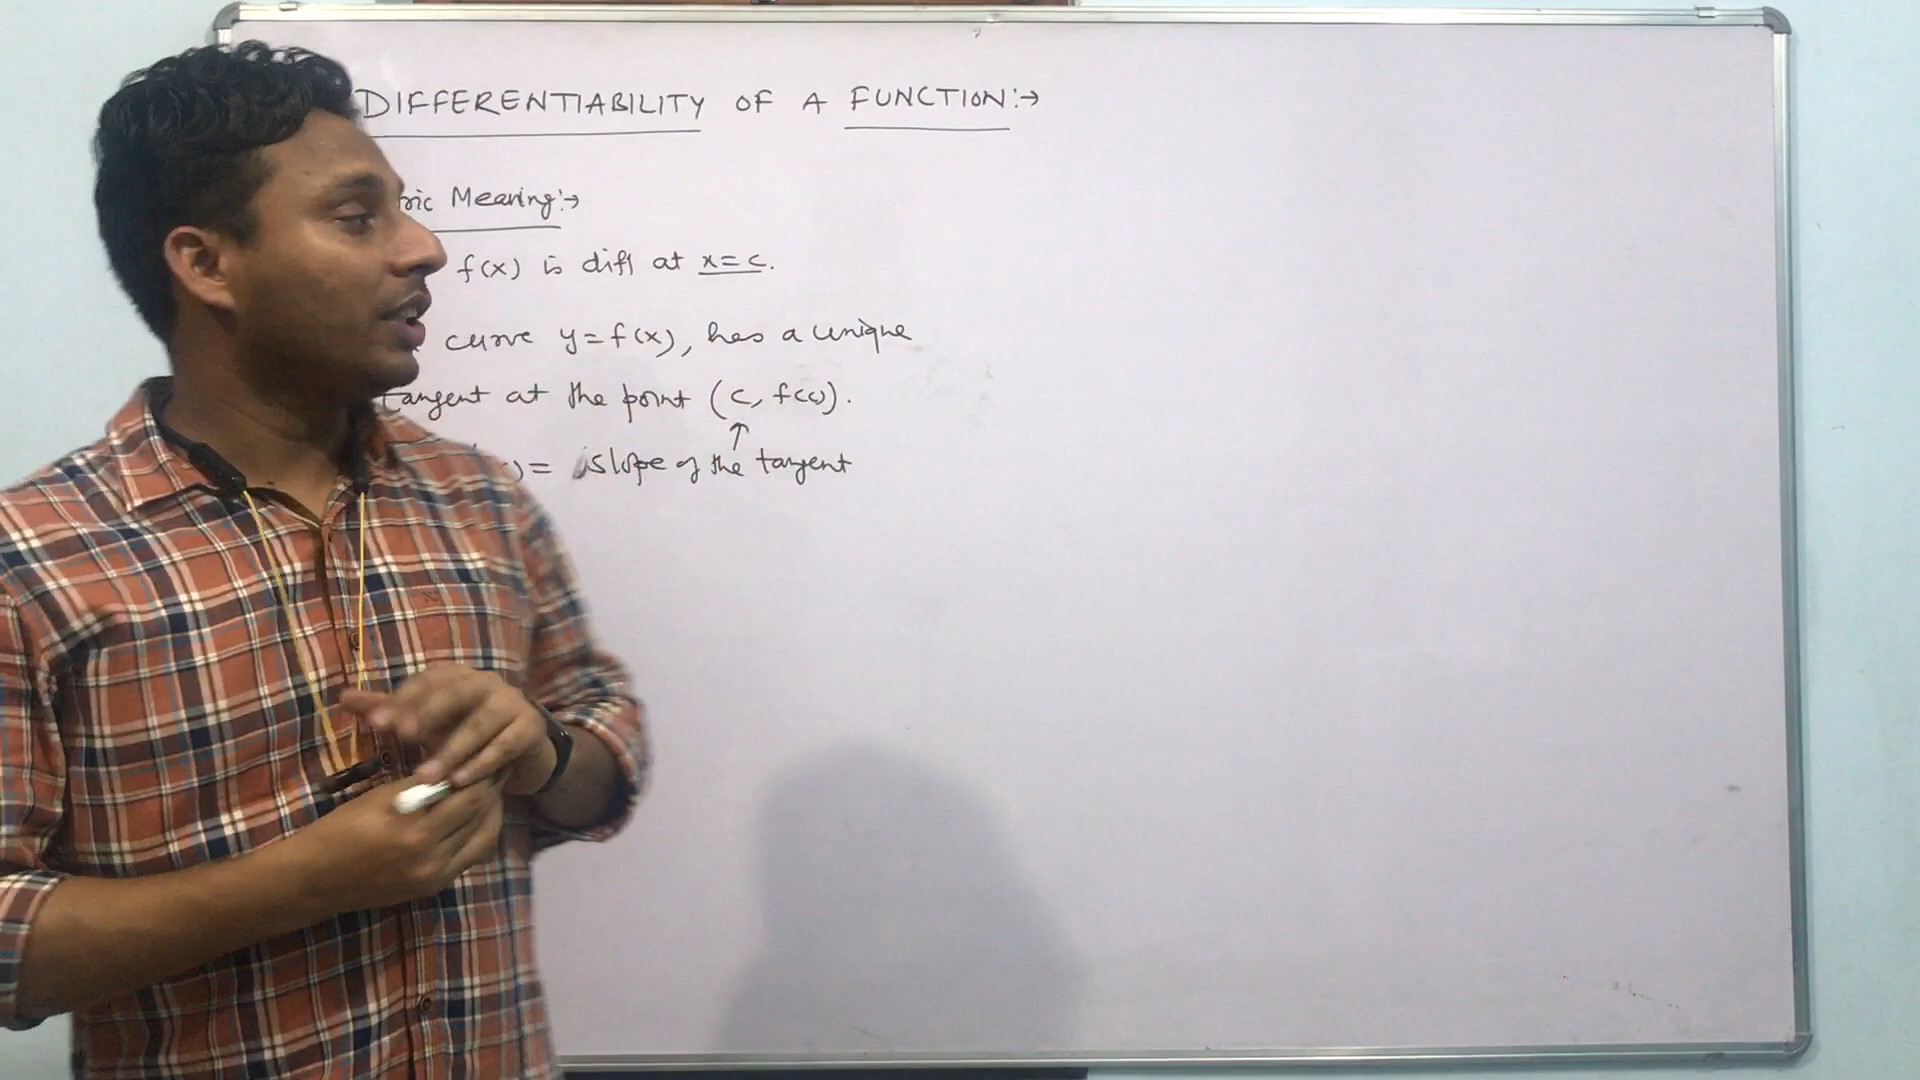 DIFFERENTIABILITY OF A FUNCTION:→
ric Meaning:→
f(x) is diff at x=c.
curve y=f(x), has a unique
tangent at the point (c, f(c)).
↑
)= slope of the tangent